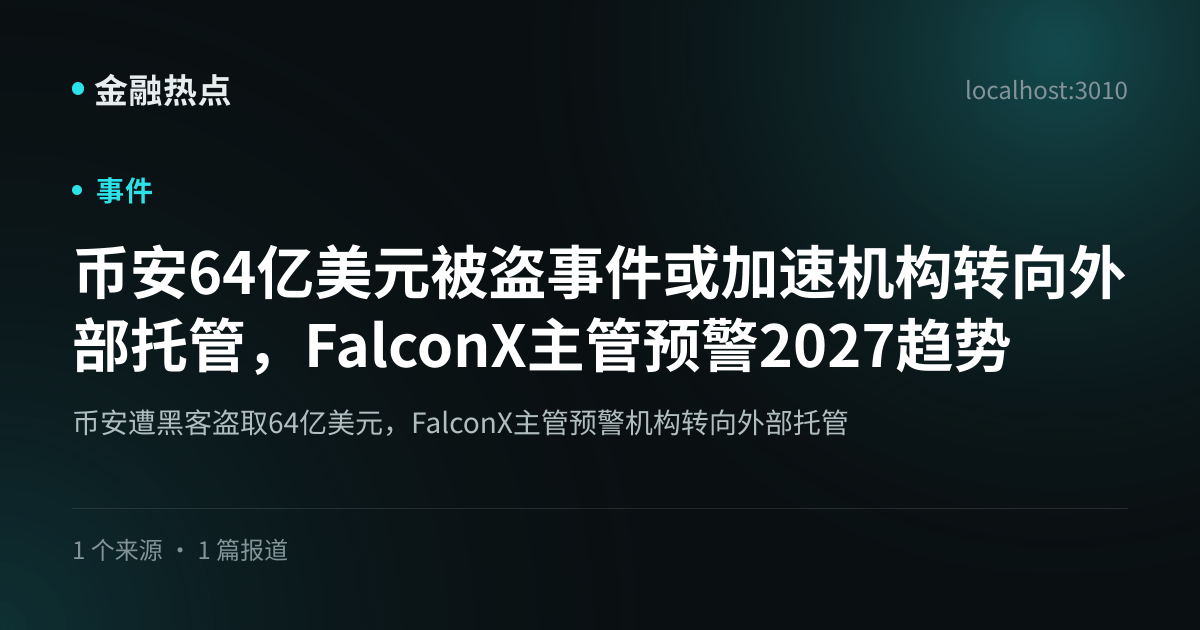 金融热点
localhost:3010
事件
币安64亿美元被盗事件或加速机构转向外
部托管，FalconX主管预警2027趋势
币安遭黑客盗取64亿美元，FalconX主管预警机构转向外部托管
1 个来源 · 1 篇报道